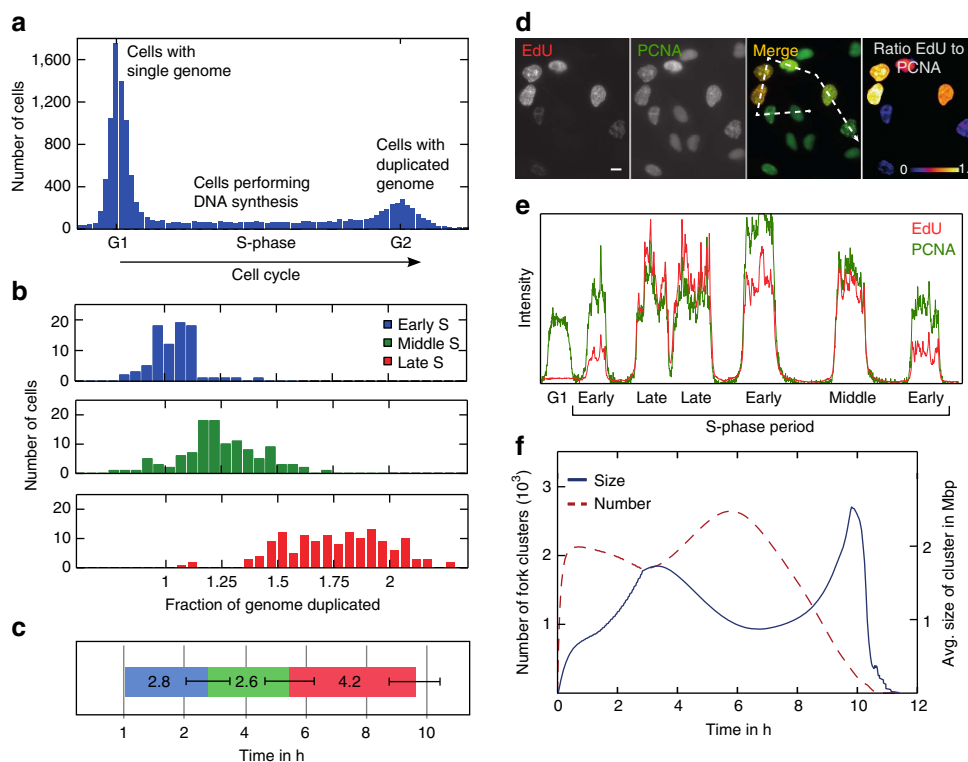 a
1,600
1,200
800
400
0
Number of cells
Cells with
single genome
Cells performing
DNA synthesis
Cells with
duplicated
genome
G1
S-phase
G2
Cell cycle
b
20
10
0
20
10
0
20
10
0
Number of cells
Early S
Middle S
Late S
1
1.25
1.5
1.75
2
Fraction of genome duplicated
c
2.8
2.6
4.2
1
2
4
6
8
10
Time in h
d
EdU
PCNA
Merge
Ratio EdU to
PCNA
0
1.
e
EdU
PCNA
Intensity
G1
Early
Late
Late
Early
Middle
Early
S-phase period
f
Size
Number
Number of fork clusters (10³)
3
2
1
Avg. size of cluster in Mbp
2
1
0
2
4
6
8
10
12
Time in h